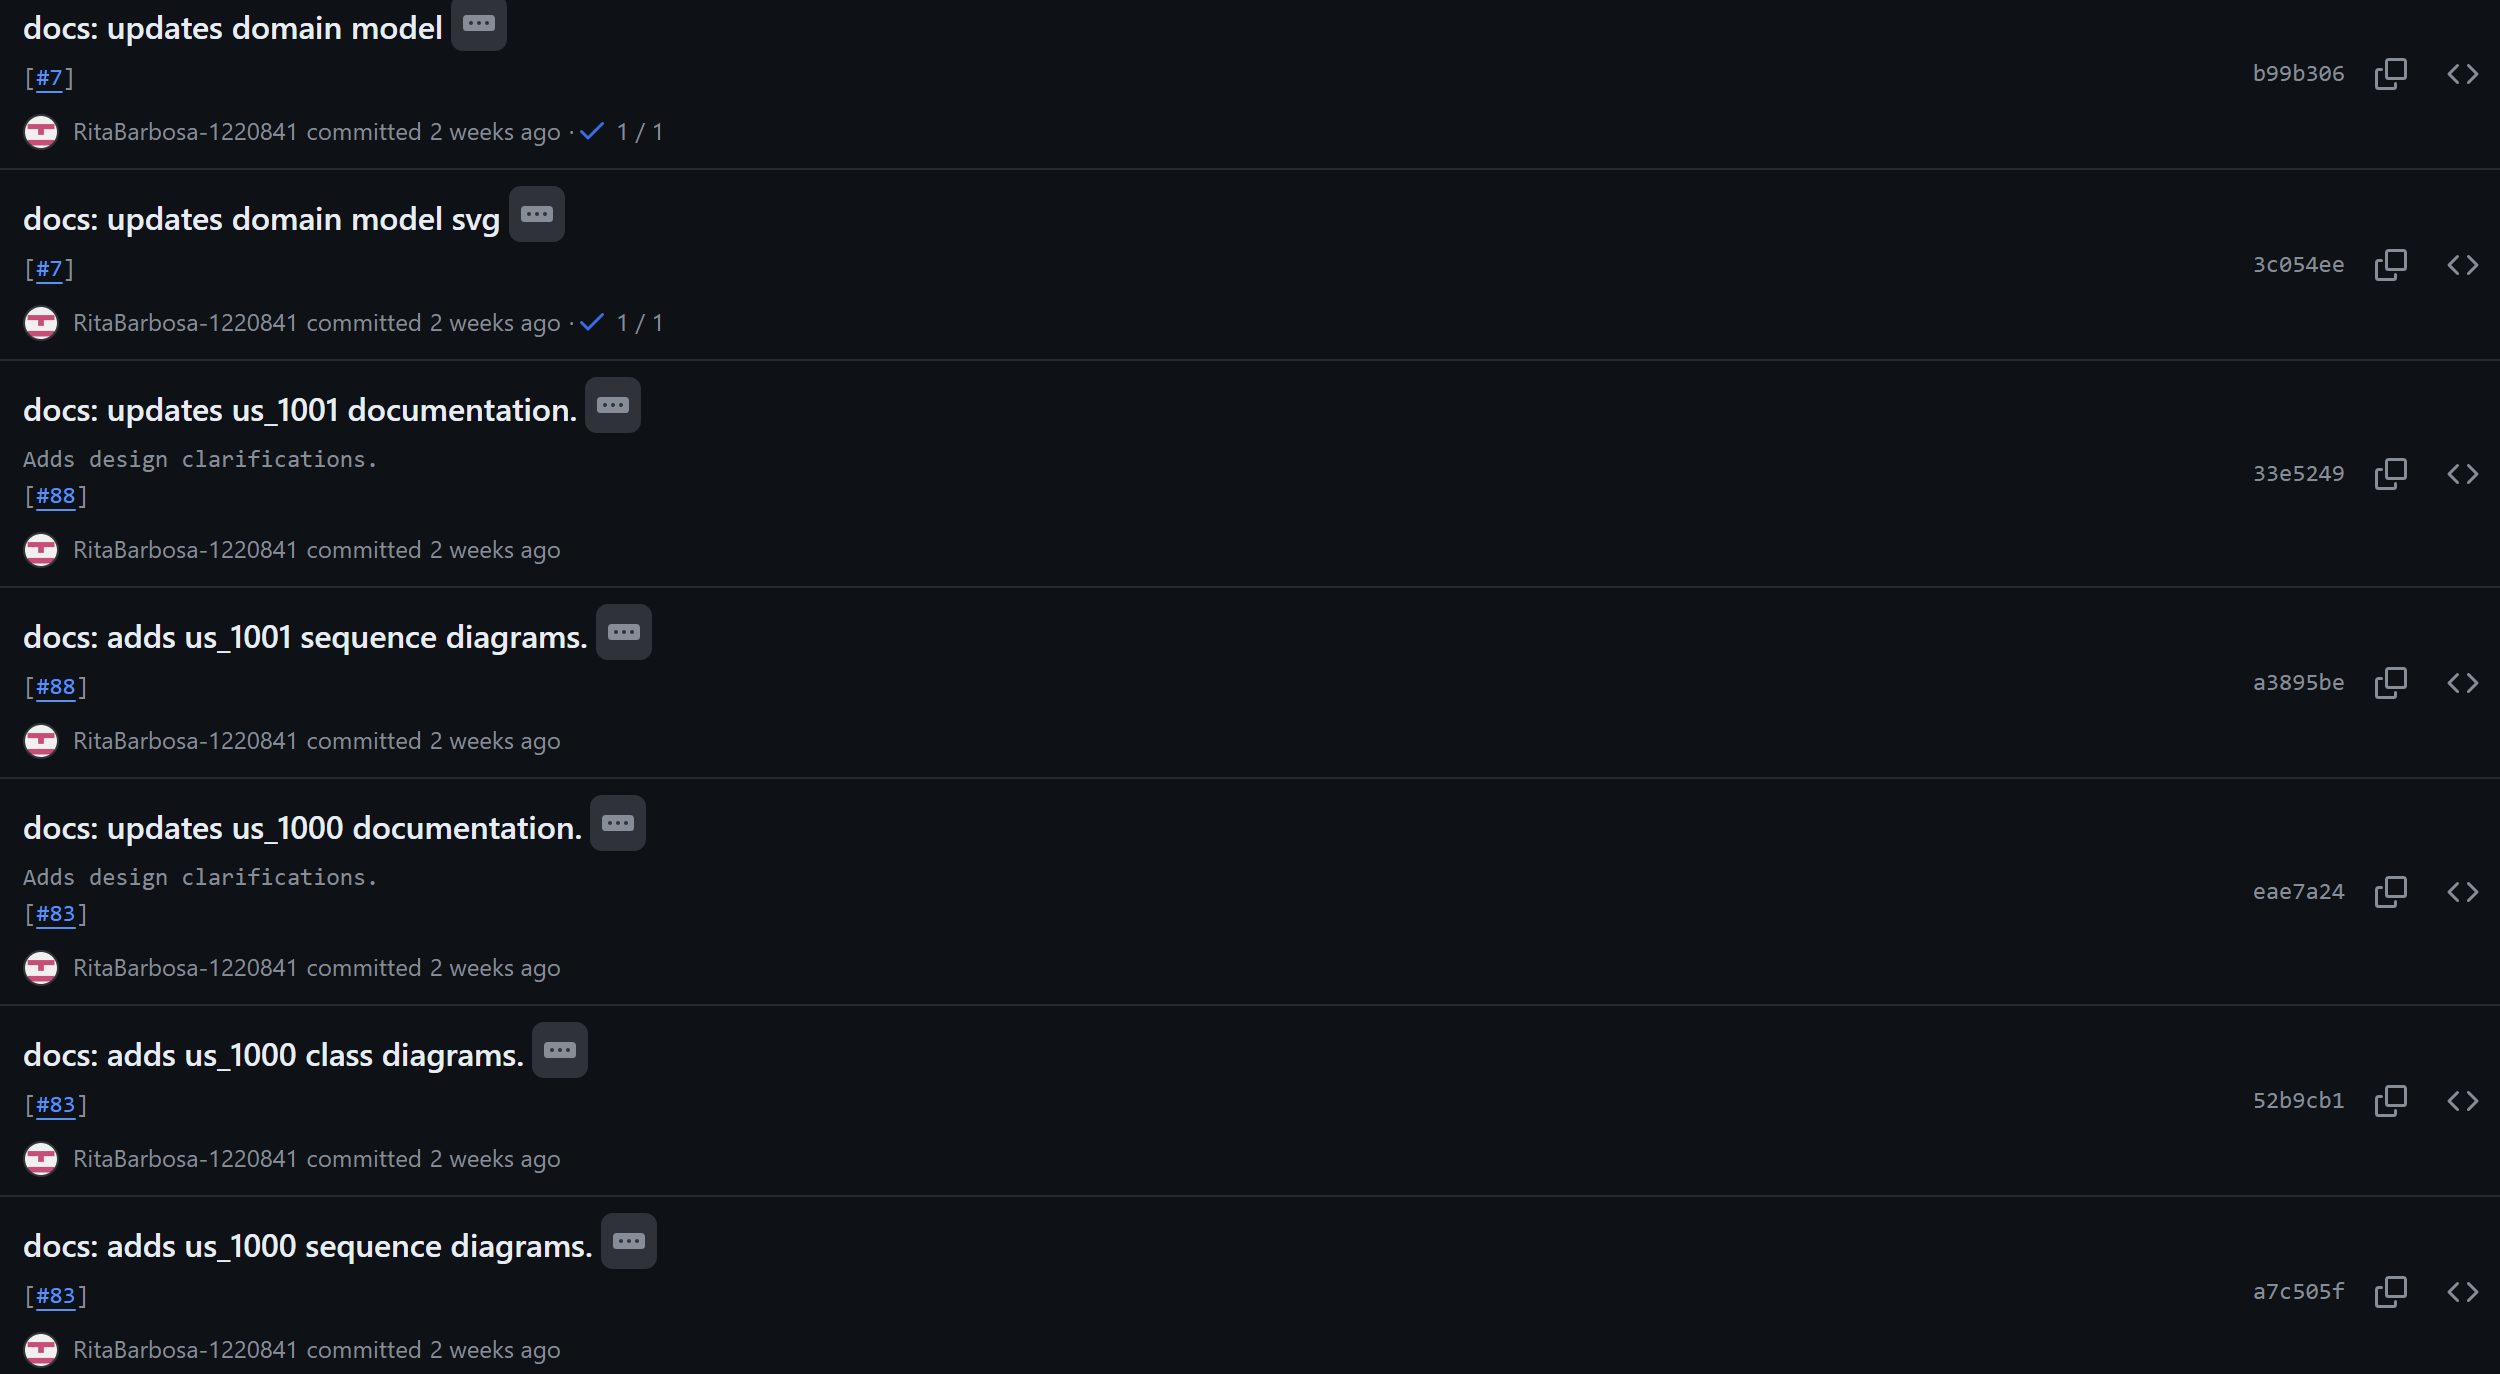 docs: updates domain model
[#7]
b99b306
RitaBarbosa-1220841 committed 2 weeks ago · 1 / 1
docs: updates domain model svg
[#7]
3c054ee
RitaBarbosa-1220841 committed 2 weeks ago · 1 / 1
docs: updates us_1001 documentation.
Adds design clarifications.
[#88]
33e5249
RitaBarbosa-1220841 committed 2 weeks ago
docs: adds us_1001 sequence diagrams.
[#88]
a3895be
RitaBarbosa-1220841 committed 2 weeks ago
docs: updates us_1000 documentation.
Adds design clarifications.
[#83]
eae7a24
RitaBarbosa-1220841 committed 2 weeks ago
docs: adds us_1000 class diagrams.
[#83]
52b9cb1
RitaBarbosa-1220841 committed 2 weeks ago
docs: adds us_1000 sequence diagrams.
[#83]
a7c505f
RitaBarbosa-1220841 committed 2 weeks ago